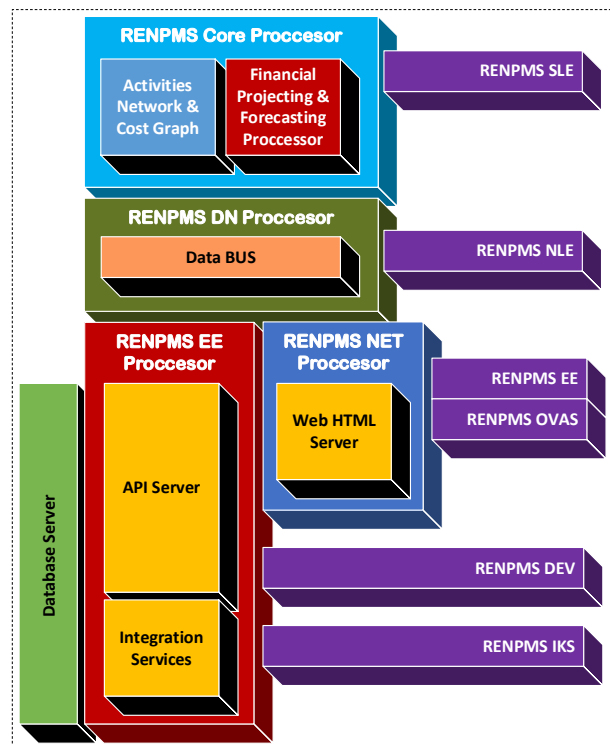 RENPMS Core Proccesor
Activities
Network &
Cost Graph
Financial
Projecting &
Forecasting
Proccessor
RENPMS SLE
RENPMS DN Proccesor
Data BUS
RENPMS NLE
RENPMS EE
Proccesor
RENPMS NET
Proccesor
RENPMS EE
RENPMS OVAS
Web HTML
Server
API Server
Database Server
RENPMS DEV
Integration
Services
RENPMS IKS